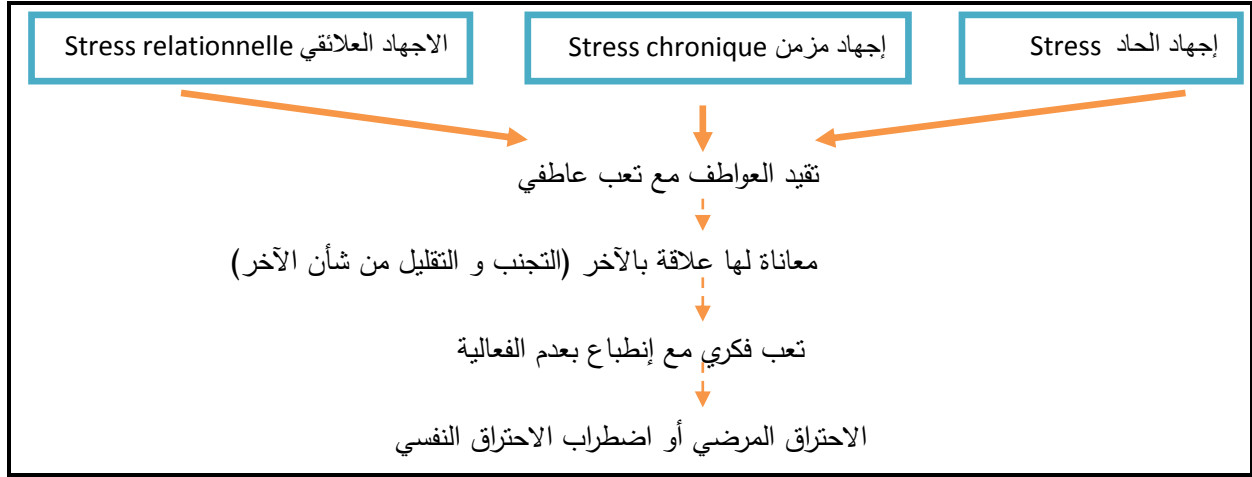 إجهاد الحاد Stress
إجهاد مزمن Stress chronique
الاجهاد العلائقي Stress relationnelle
تقيد العواطف مع تعب عاطفي
معاناة لها علاقة بالآخر (التجنب و التقليل من شأن الآخر)
تعب فكري مع إنطباع بعدم الفعالية
الاحتراق المرضي أو اضطراب الاحتراق النفسي